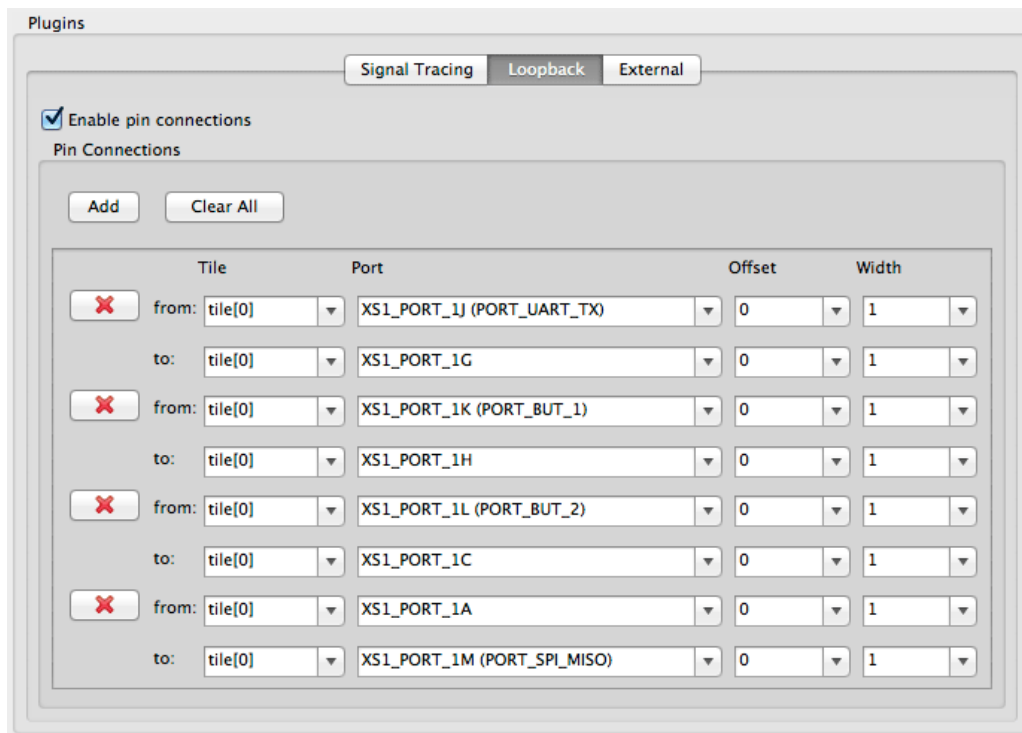 Plugins
Signal Tracing Loopback External
Enable pin connections
Pin Connections
Add Clear All
Tile Port Offset Width
from: tile[0] XS1_PORT_1J (PORT_UART_TX) 0 1
to: tile[0] XS1_PORT_1G 0 1
from: tile[0] XS1_PORT_1K (PORT_BUT_1) 0 1
to: tile[0] XS1_PORT_1H 0 1
from: tile[0] XS1_PORT_1L (PORT_BUT_2) 0 1
to: tile[0] XS1_PORT_1C 0 1
from: tile[0] XS1_PORT_1A 0 1
to: tile[0] XS1_PORT_1M (PORT_SPI_MISO) 0 1